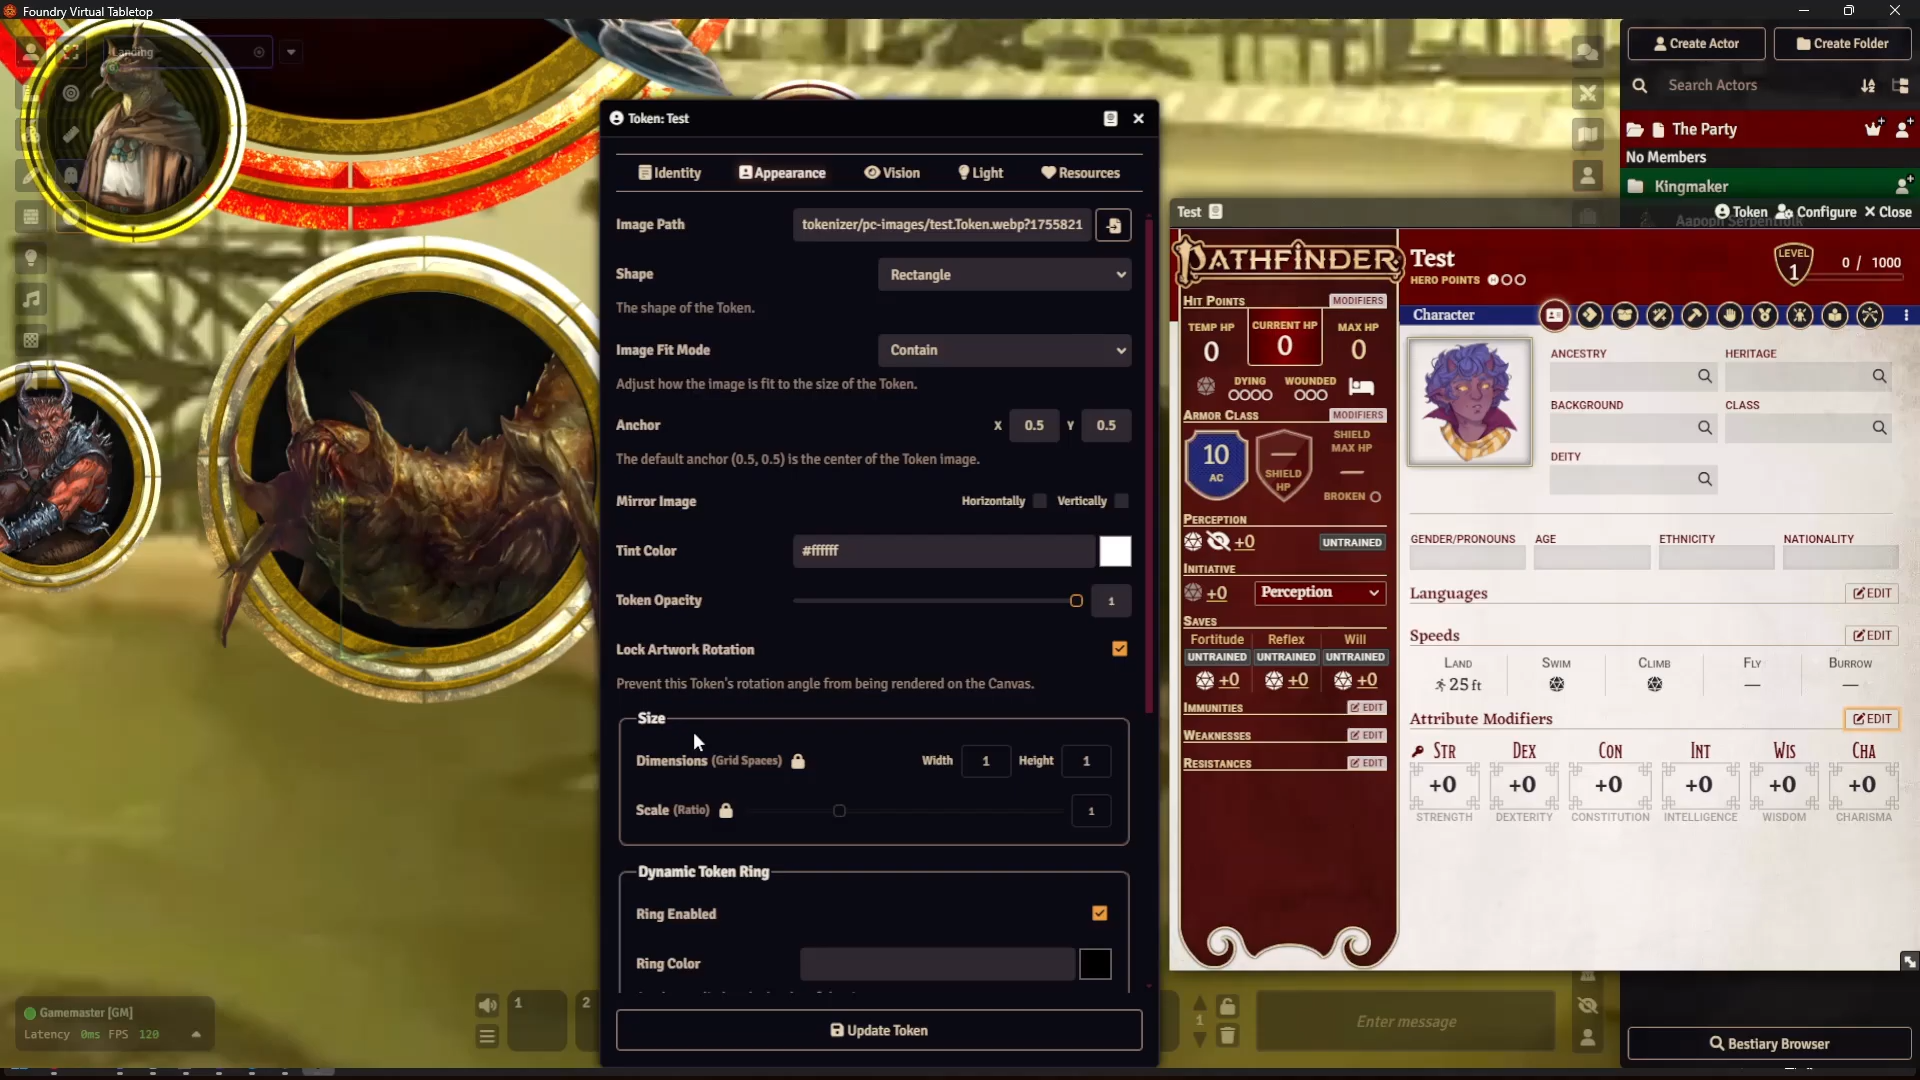 Foundry Virtual Tabletop
Landing
Gamemaster [GM]
Latency 0ms FPS 120
1
2
Token: Test
Identity
Appearance
Vision
Light
Resources
Image Path
tokenizer/pc-images/test.Token.webp?1755821
Shape
Rectangle
The shape of the Token.
Image Fit Mode
Contain
Adjust how the image is fit to the size of the Token.
Anchor
X 0.5 Y 0.5
The default anchor (0.5, 0.5) is the center of the Token image.
Mirror Image
Horizontally Vertically
Tint Color
#ffffff
Token Opacity
1
Lock Artwork Rotation
Prevent this Token's rotation angle from being rendered on the Canvas.
Size
Dimensions (Grid Spaces)
Width 1 Height 1
Scale (Ratio)
1
Dynamic Token Ring
Ring Enabled
Ring Color
Update Token
Create Actor
Create Folder
Search Actors
The Party
No Members
Kingmaker
Aapoph Serpentfolk
Test
Token Configure Close
PATHFINDER
Test
HERO POINTS
LEVEL
1
0 / 1000
HIT POINTS
MODIFIERS
TEMP HP
0
CURRENT HP
0
MAX HP
0
DYING
WOUNDED
ARMOR CLASS
MODIFIERS
10
AC
SHIELD
HP
SHIELD
MAX HP
BROKEN
PERCEPTION
+0
UNTRAINED
INITIATIVE
+0
Perception
SAVES
Fortitude Reflex Will
UNTRAINED UNTRAINED UNTRAINED
+0 +0 +0
IMMUNITIES
EDIT
WEAKNESSES
EDIT
RESISTANCES
EDIT
Character
ANCESTRY
HERITAGE
BACKGROUND
CLASS
DEITY
GENDER/PRONOUNS AGE ETHNICITY NATIONALITY
Languages
EDIT
Speeds
EDIT
LAND SWIM CLIMB FLY BURROW
25 ft — —
Attribute Modifiers
EDIT
STR DEX CON INT WIS CHA
+0 +0 +0 +0 +0 +0
STRENGTH DEXTERITY CONSTITUTION INTELLIGENCE WISDOM CHARISMA
1
Enter message
Bestiary Browser